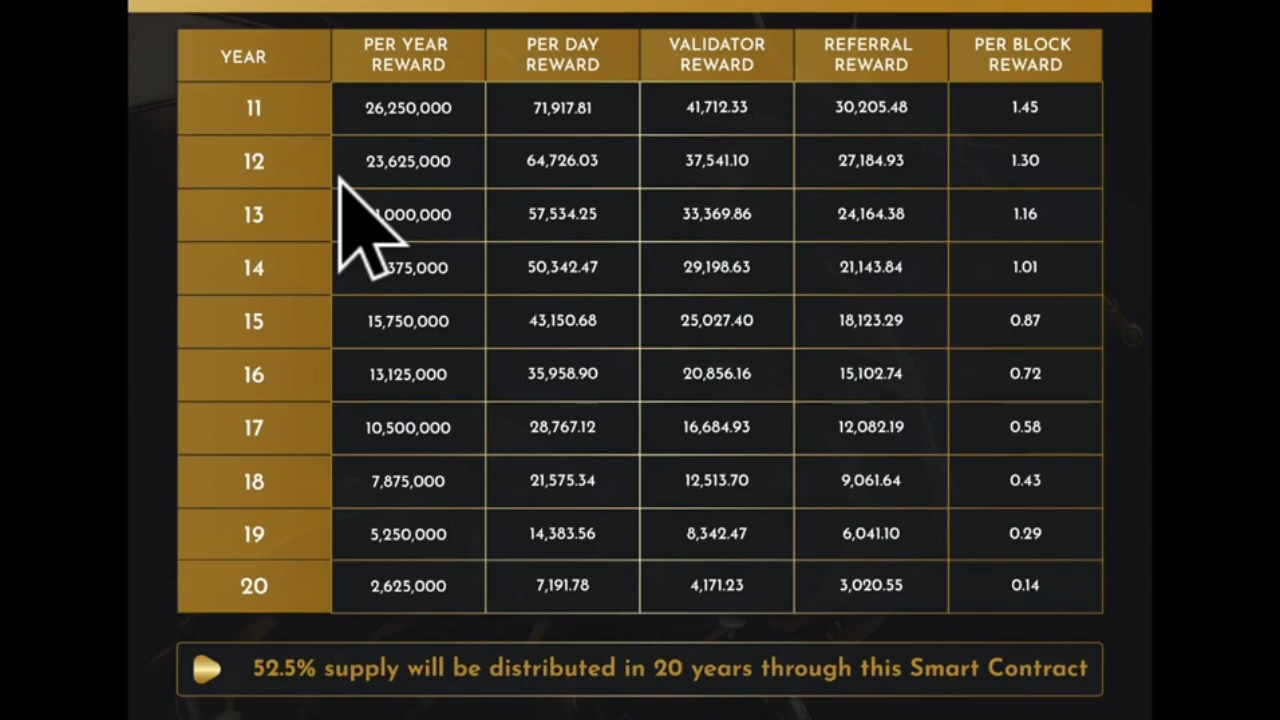 YEAR PER YEAR REWARD PER DAY REWARD VALIDATOR REWARD REFERRAL REWARD PER BLOCK REWARD
11 26,250,000 71,917.81 41,712.33 30,205.48 1.45
12 23,625,000 64,726.03 37,541.10 27,184.93 1.30
13 000,000 57,534.25 33,369.86 24,164.38 1.16
14 375,000 50,342.47 29,198.63 21,143.84 1.01
15 15,750,000 43,150.68 25,027.40 18,123.29 0.87
16 13,125,000 35,958.90 20,856.16 15,102.74 0.72
17 10,500,000 28,767.12 16,684.93 12,082.19 0.58
18 7,875,000 21,575.34 12,513.70 9,061.64 0.43
19 5,250,000 14,383.56 8,342.47 6,041.10 0.29
20 2,625,000 7,191.78 4,171.23 3,020.55 0.14
52.5% supply will be distributed in 20 years through this Smart Contract